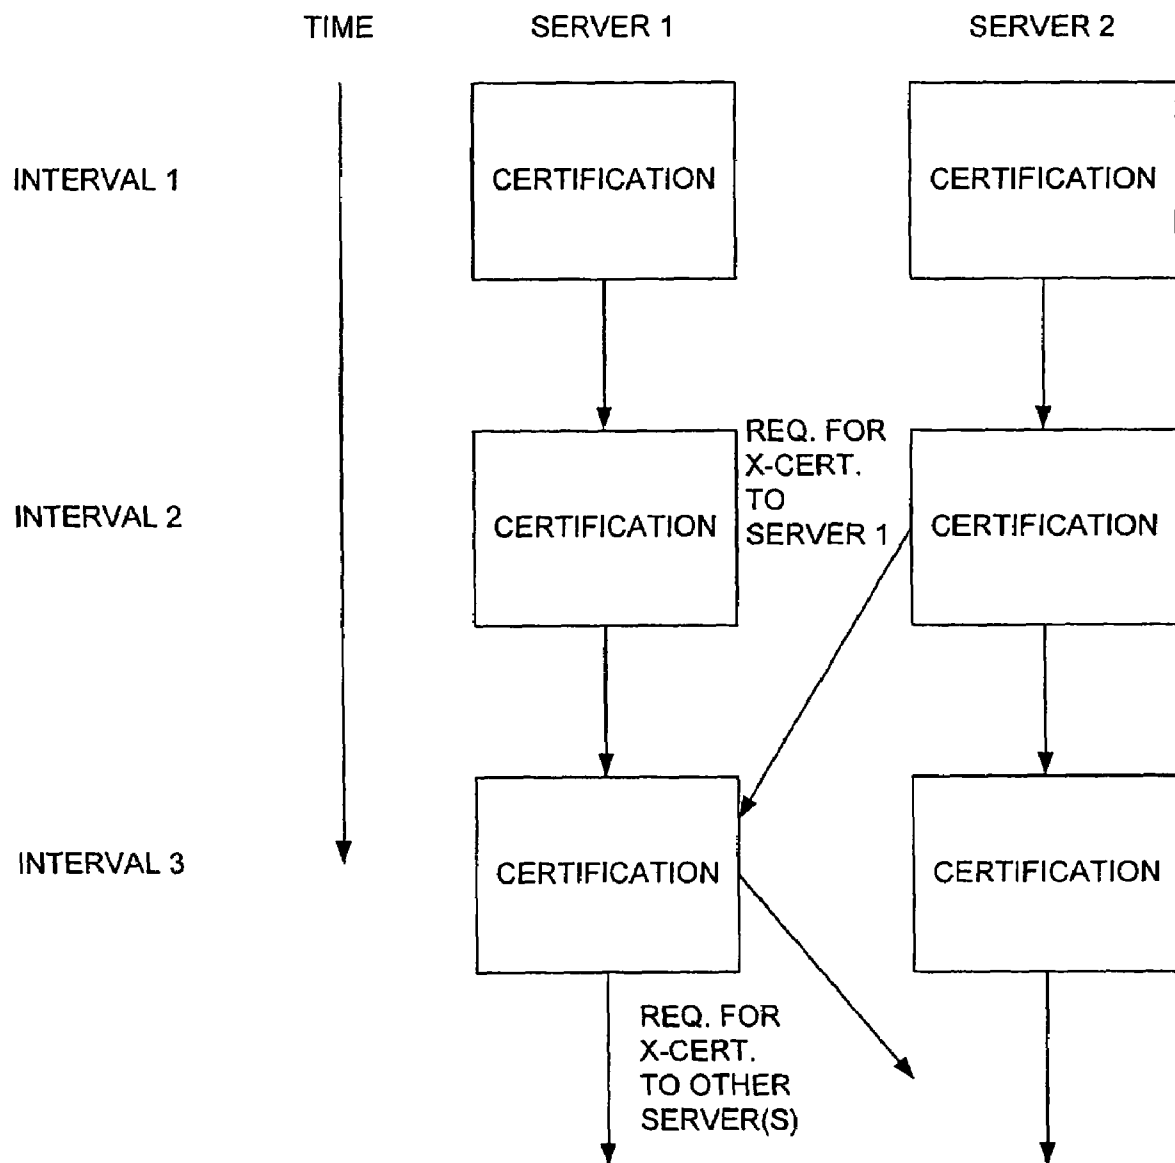 TIME
SERVER 1
SERVER 2
INTERVAL 1
CERTIFICATION
CERTIFICATION
REQ. FOR
X-CERT.
TO
SERVER 1
INTERVAL 2
CERTIFICATION
CERTIFICATION
INTERVAL 3
CERTIFICATION
CERTIFICATION
REQ. FOR
X-CERT.
TO OTHER
SERVER(S)